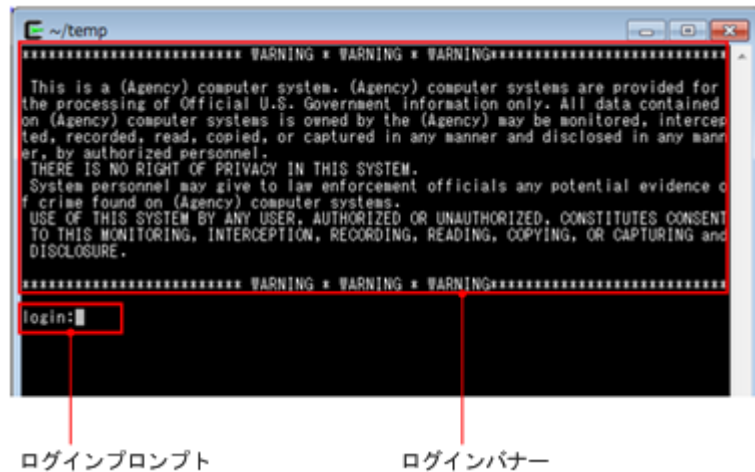 ~/temp
************************** WARNING * WARNING * WARNING****************************
This is a (Agency) computer system. (Agency) computer systems are provided for
the processing of Official U.S. Government information only. All data contained
on (Agency) computer systems is owned by the (Agency) may be monitored, intercep
ted, recorded, read, copied, or captured in any manner and disclosed in any mann
er, by authorized personnel.
THERE IS NO RIGHT OF PRIVACY IN THIS SYSTEM.
System personnel may give to law enforcement officials any potential evidence o
f crime found on (Agency) computer systems.
USE OF THIS SYSTEM BY ANY USER, AUTHORIZED OR UNAUTHORIZED, CONSTITUTES CONSENT
TO THIS MONITORING, INTERCEPTION, RECORDING, READING, COPYING, OR CAPTURING and
DISCLOSURE.
************************** WARNING * WARNING * WARNING****************************
login:
ログインプロンプト
ログインバナー